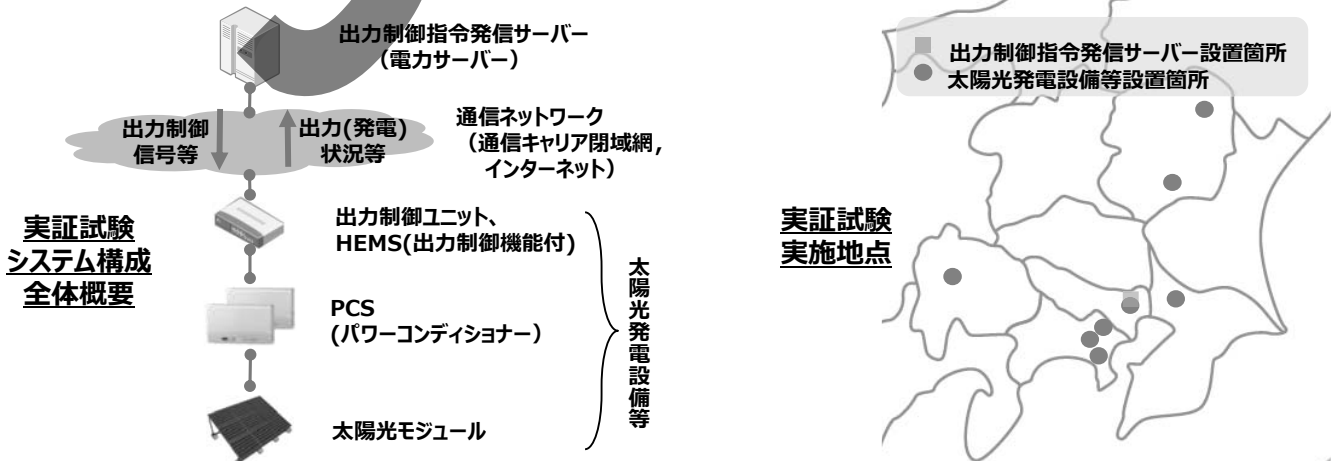 出力制御指令発信サーバー
（電力サーバー）
出力制御
信号等
出力(発電)
状況等
通信ネットワーク
（通信キャリア閉域網，
インターネット）
実証試験
システム構成
全体概要
出力制御ユニット、
HEMS(出力制御機能付)
PCS
(パワーコンディショナー）
太陽光モジュール
太陽光発電設備等
出力制御指令発信サーバー設置箇所
太陽光発電設備等設置箇所
実証試験
実施地点